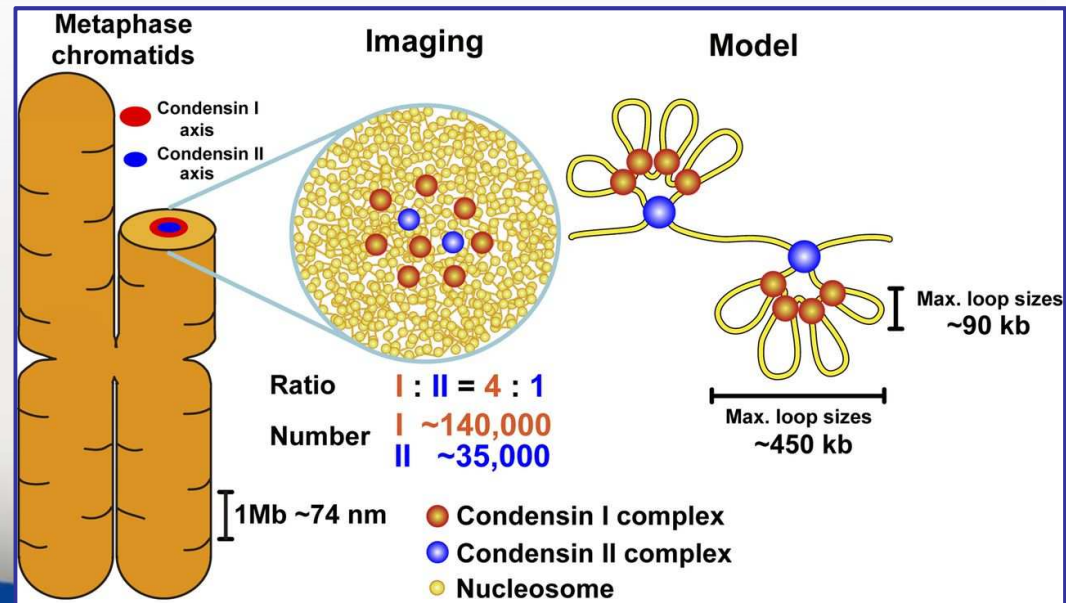 Metaphase
chromatids
Imaging
Model
Condensin I
axis
Condensin II
axis
Max. loop sizes
~90 kb
Ratio I : II = 4 : 1
Number I ~140,000
II ~35,000
Max. loop sizes
~450 kb
1Mb ~74 nm
Condensin I complex
Condensin II complex
Nucleosome